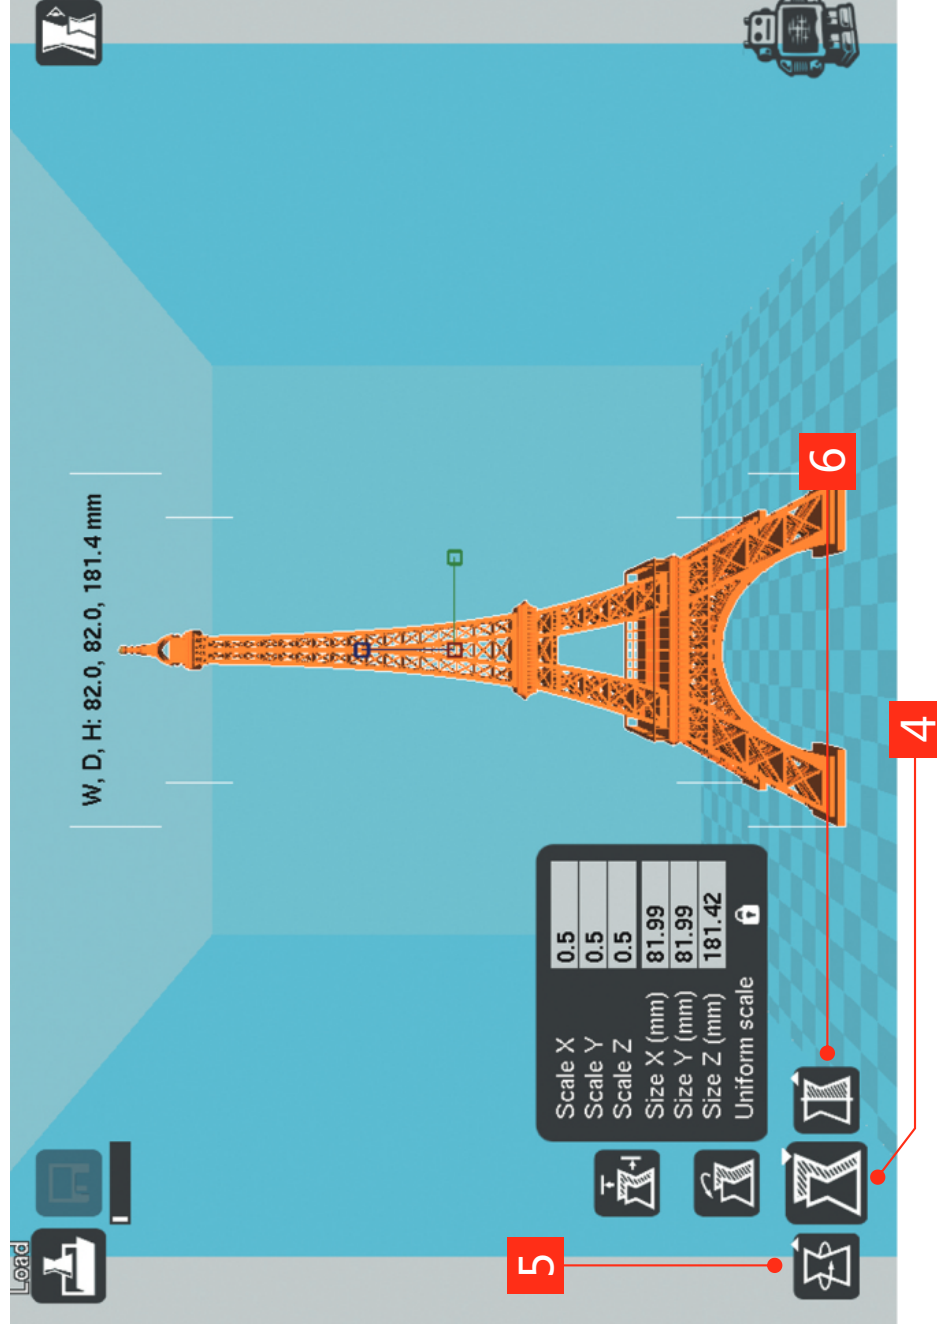 Load
W, D, H: 82.0, 82.0, 181.4 mm
Scale X 0.5
Scale Y 0.5
Scale Z 0.5
Size X (mm) 81.99
Size Y (mm) 81.99
Size Z (mm) 181.42
Uniform scale
5
4
6